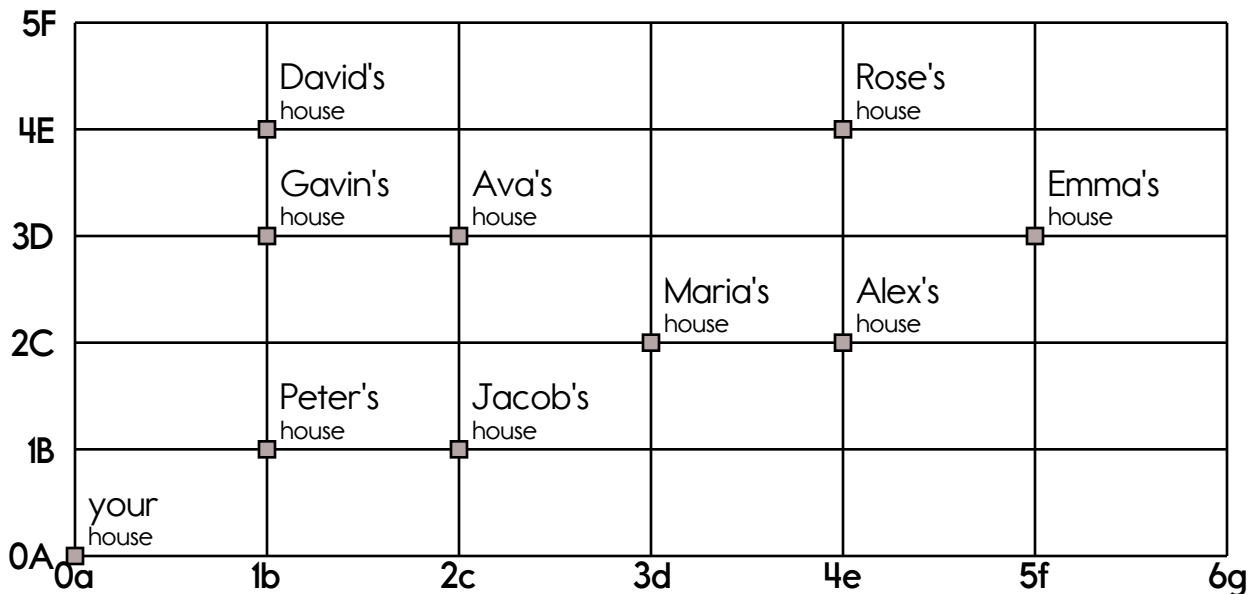 5F
David's
house
Rose's
house
4E
Gavin's
house
Ava's
house
Emma's
house
3D
Maria's
house
Alex's
house
2C
Peter's
house
Jacob's
house
1B
your
house
0A
0a 1b 2c 3d 4e 5f 6g